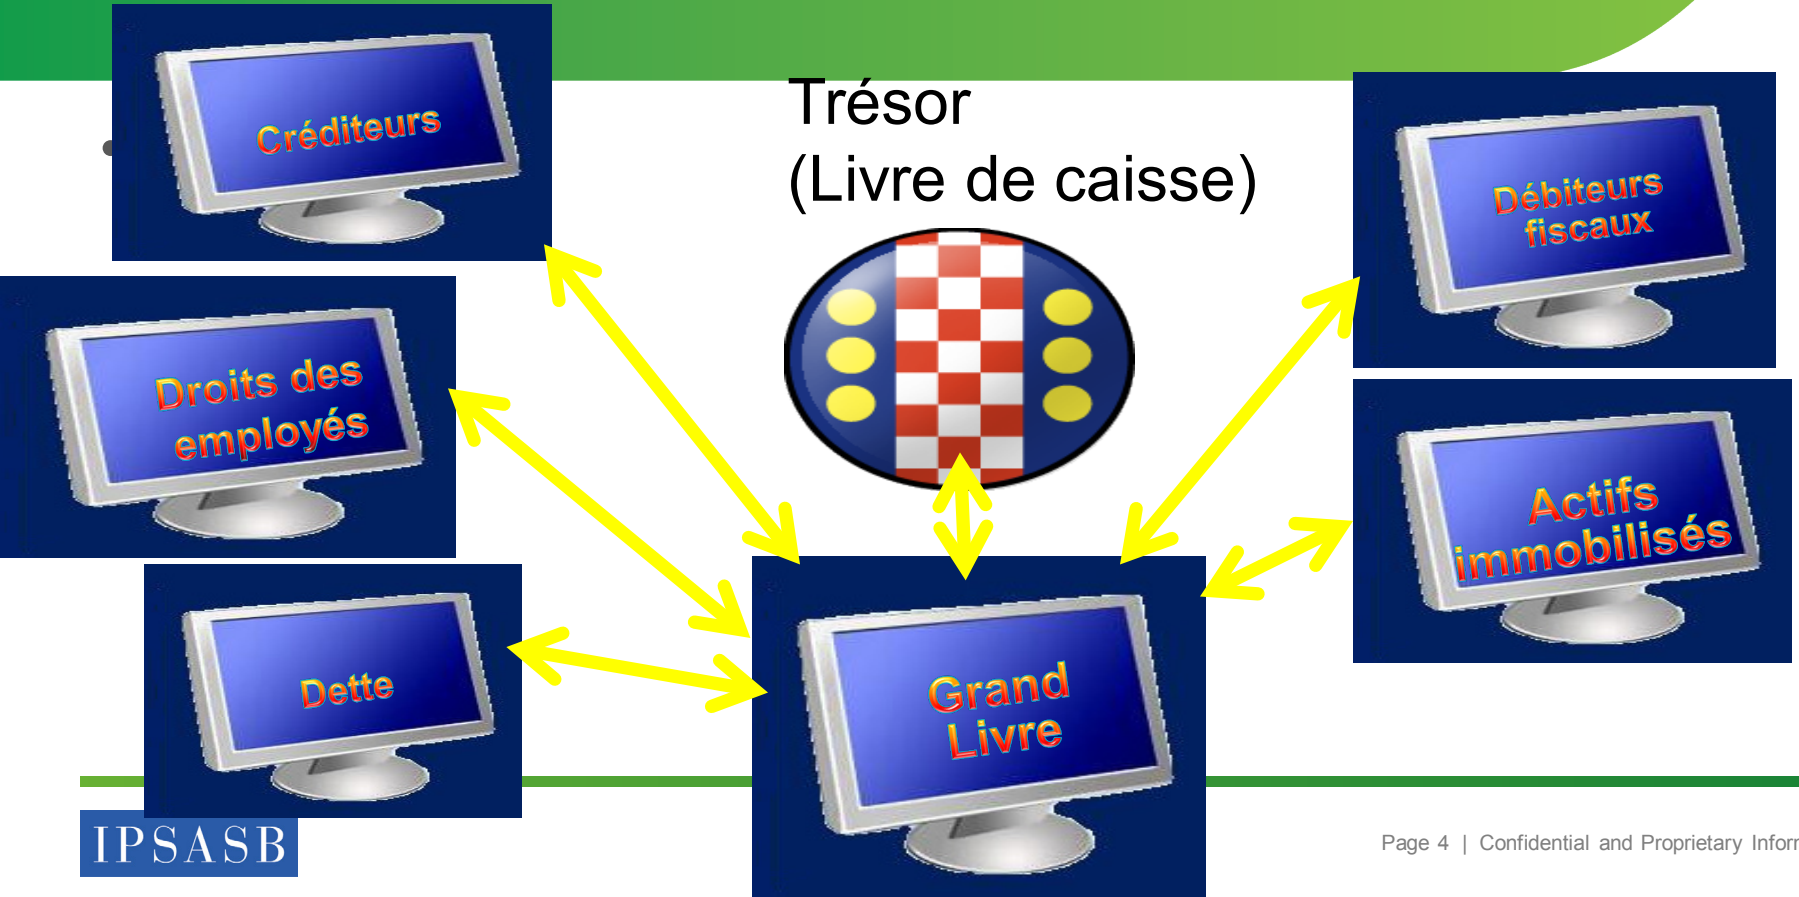 Créditeurs
Trésor
(Livre de caisse)
Débiteurs
fiscaux
Droits des
employés
Actifs
immobilisés
Dette
Grand
Livre
IPSASB
Page 4 | Confidential and Proprietary